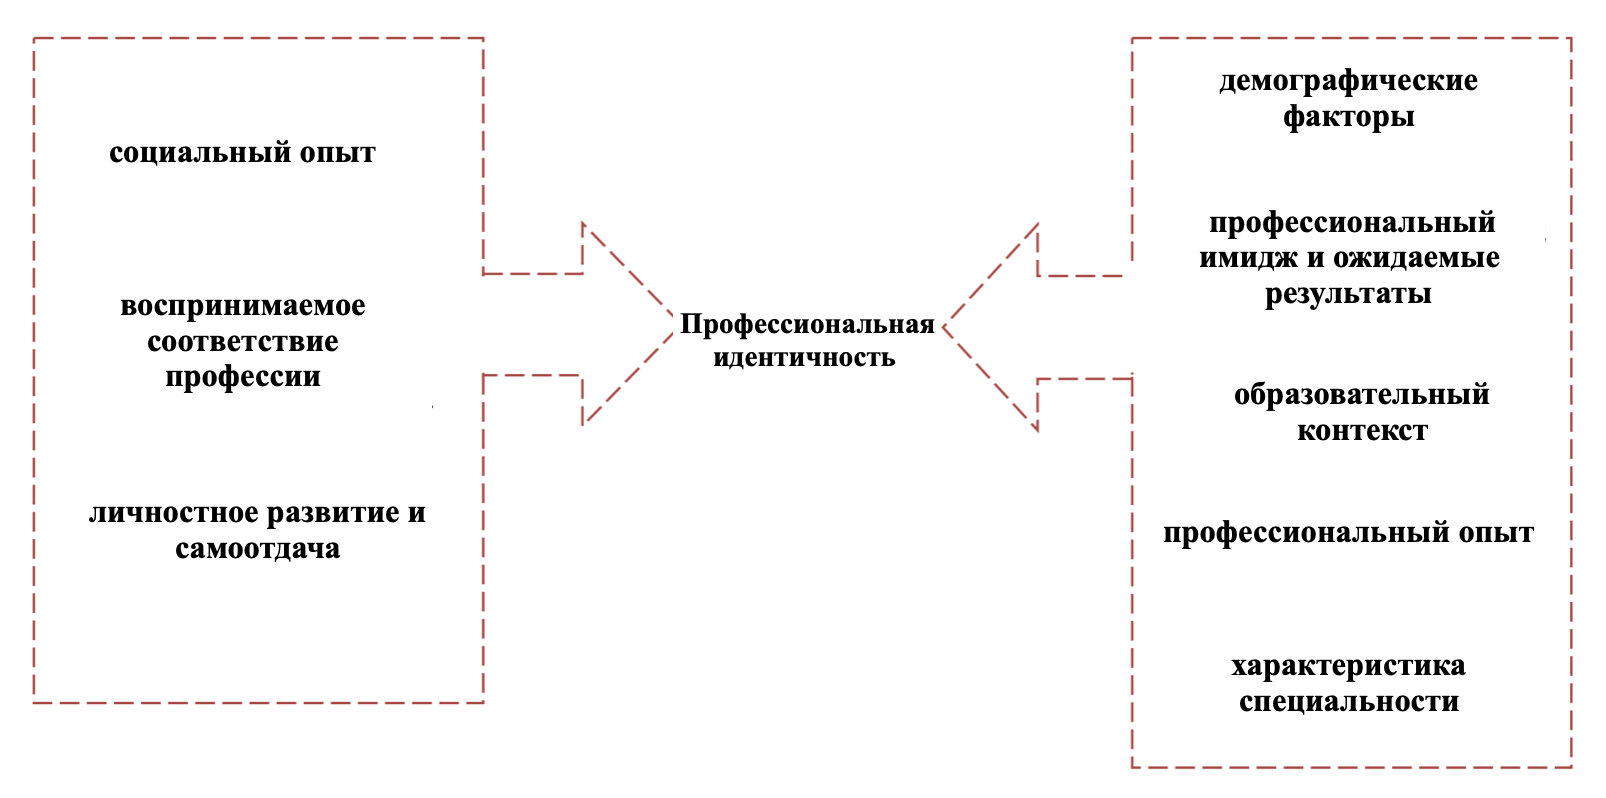 социальный опыт
воспринимаемое
соответствие
профессии
личностное развитие и
самоотдача
Профессиональная
идентичность
демографические
факторы
профессиональный
имидж и ожидаемые
результаты
образовательный
контекст
профессиональный опыт
характеристика
специальности